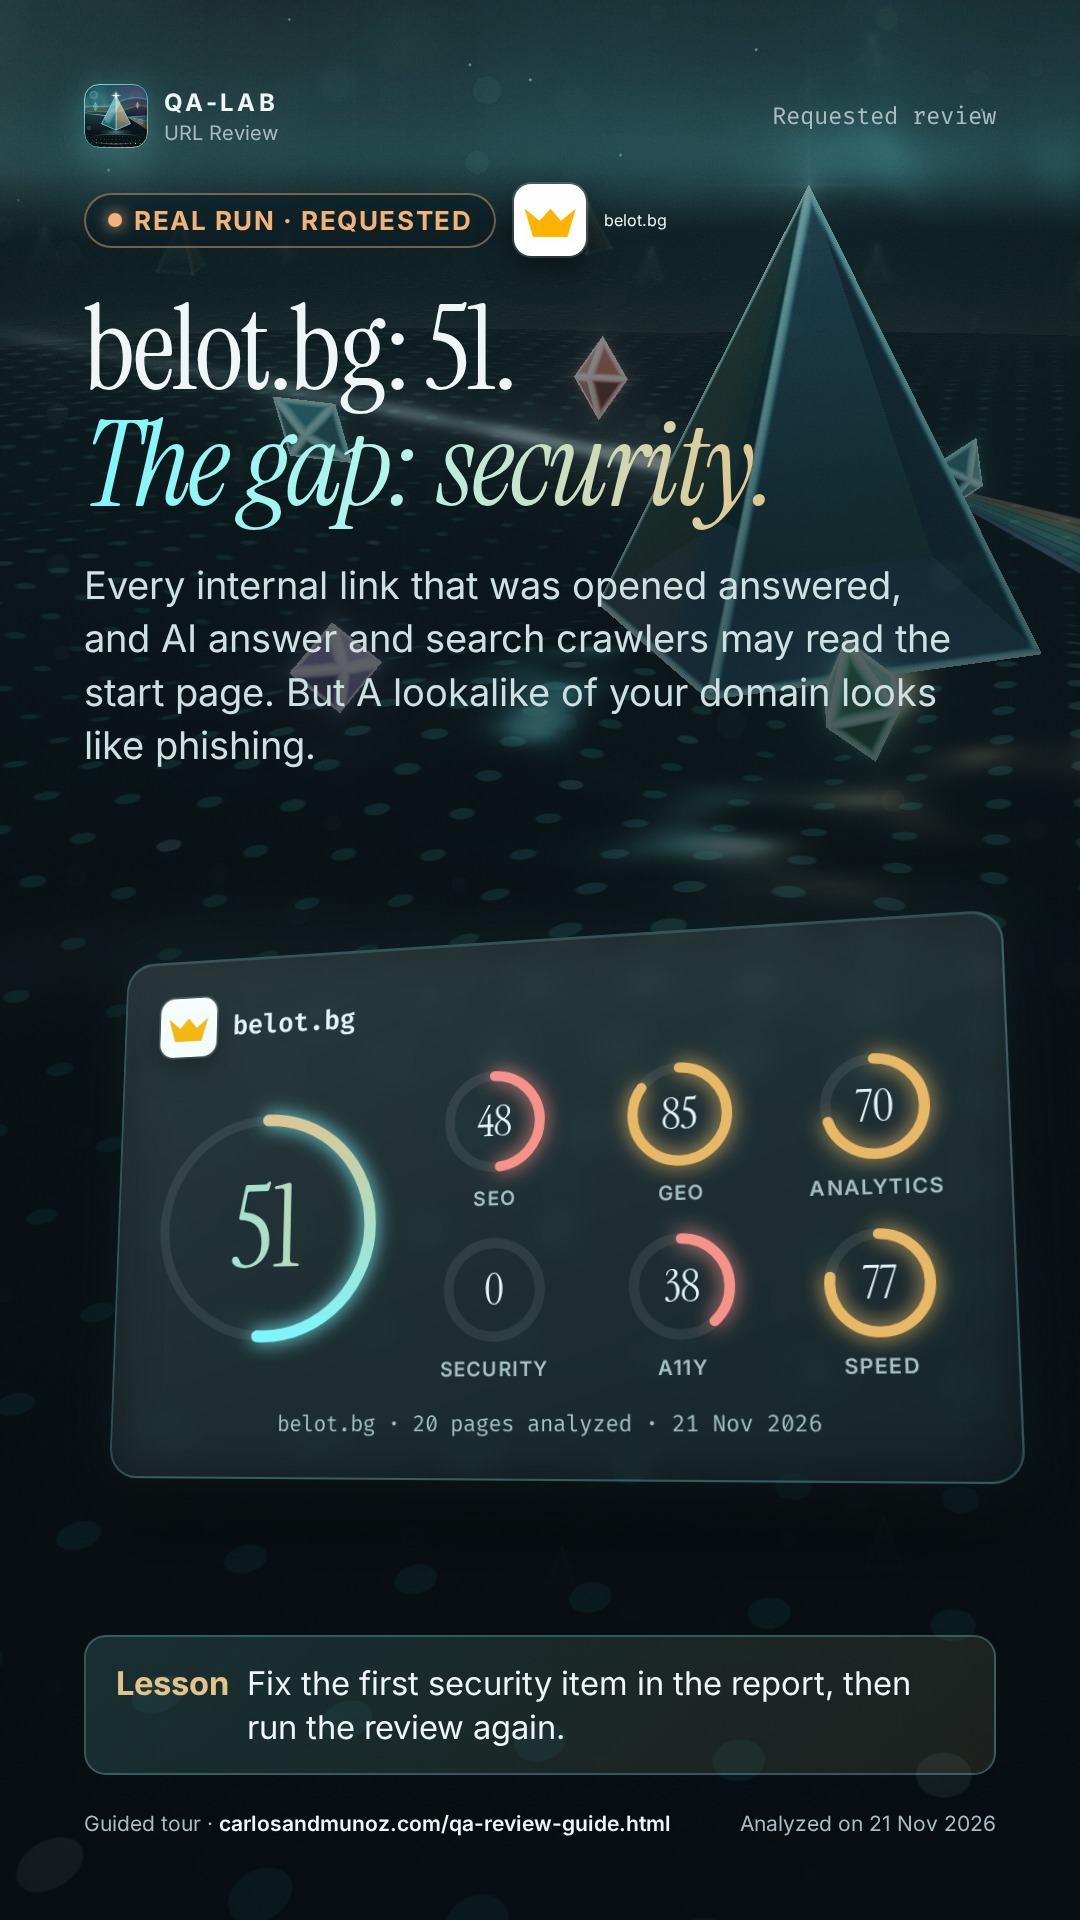 QA-LAB
URL Review
Requested review
REAL RUN · REQUESTED
belot.bg
belot.bg: 51.
The gap: security.
Every internal link that was opened answered,
and AI answer and search crawlers may read the
start page. But A lookalike of your domain looks
like phishing.
belot.bg
51
48
SEO
85
GEO
70
ANALYTICS
0
SECURITY
38
A11Y
77
SPEED
belot.bg · 20 pages analyzed · 21 Nov 2026
Lesson Fix the first security item in the report, then
run the review again.
Guided tour · carlosandmunoz.com/qa-review-guide.html
Analyzed on 21 Nov 2026